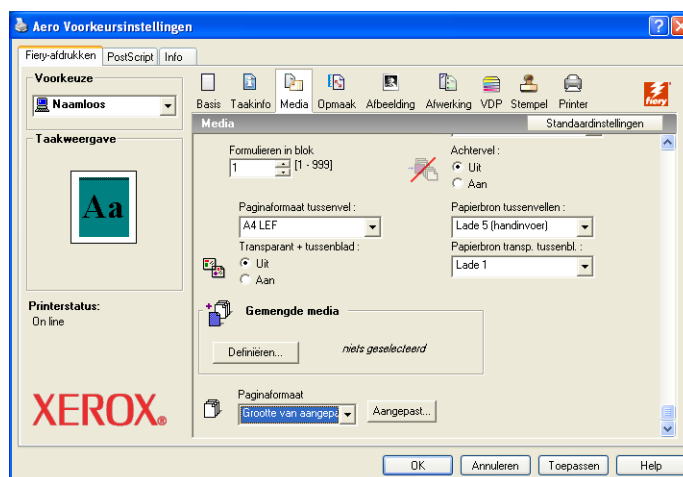 Aero Voorkeursinstellingen
Fiery-afdrukken PostScript Info
Voorkeuze
Naamloos
Taakweergave
Aa
Printerstatus:
On line
XEROX®
Basis Taakinfo Media Opmaak Afbeelding Afwerking VDP Stempel Printer
fiery
Media Standaardinstellingen
Formulieren in blok
1 [1 - 999]
Achtervel :
Uit
Aan
Paginaformaat tussenvel :
A4 LEF
Papierbron tussenvellen :
Lade 5 (handinvoer)
Transparant + tussenblad :
Uit
Aan
Papierbron transp. tussenbl. :
Lade 1
Gemengde media
Definiëren... niets geselecteerd
Paginaformaat
Grootte van aangepa Aangepast...
OK Annuleren Toepassen Help